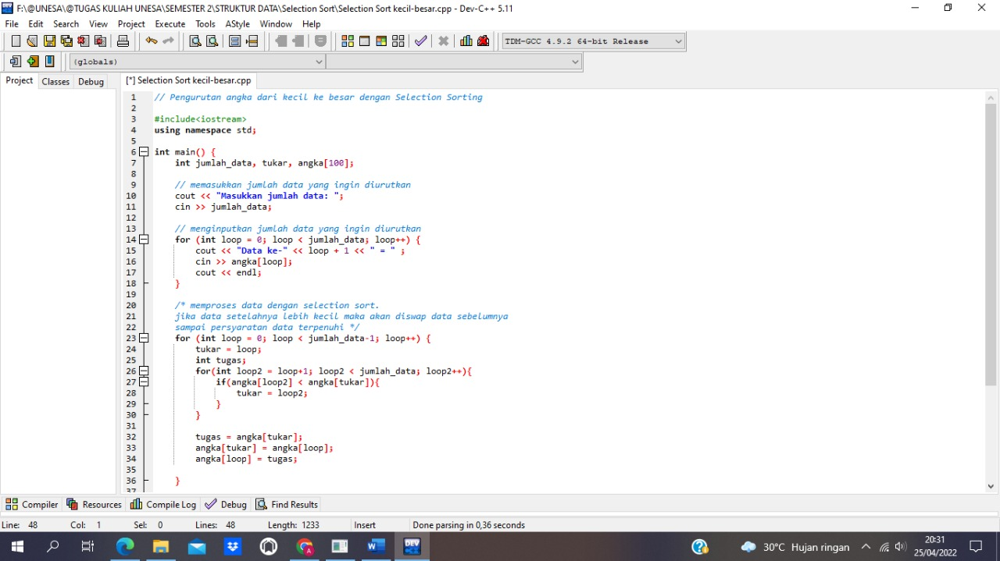 F:\@UNESA\@TUGAS KULIAH UNESA\SEMESTER 2\STRUKTUR DATA\Selection Sort\Selection Sort kecil-besar.cpp - Dev-C++ 5.11
File Edit Search View Project Execute Tools AStyle Window Help
TDM-GCC 4.9.2 64-bit Release
(globals)
Project Classes Debug [*] Selection Sort kecil-besar.cpp
1 // Pengurutan angka dari kecil ke besar dengan Selection Sorting
2
3 #include<iostream>
4 using namespace std;
5
6 int main() {
7 int jumlah_data, tukar, angka[100];
8
9 // memasukkan jumlah data yang ingin diurutkan
10 cout << "Masukkan jumlah data: ";
11 cin >> jumlah_data;
12
13 // menginputkan jumlah data yang ingin diurutkan
14 for (int loop = 0; loop < jumlah_data; loop++) {
15 cout << "Data ke-" << loop + 1 << " = " ;
16 cin >> angka[loop];
17 cout << endl;
18 }
19
20 /* memproses data dengan selection sort.
21 jika data setelahnya lebih kecil maka akan diswap data sebelumnya
22 sampai persyaratan data terpenuhi */
23 for (int loop = 0; loop < jumlah_data-1; loop++) {
24 tukar = loop;
25 int tugas;
26 for(int loop2 = loop+1; loop2 < jumlah_data; loop2++){
27 if(angka[loop2] < angka[tukar]){
28 tukar = loop2;
29 }
30 }
31
32 tugas = angka[tukar];
33 angka[tukar] = angka[loop];
34 angka[loop] = tugas;
35
36 }
37
Compiler Resources Compile Log Debug Find Results
Line: 48 Col: 1 Sel: 0 Lines: 48 Length: 1233 Insert Done parsing in 0,36 seconds
DEV
30°C Hujan ringan
20:31
25/04/2022